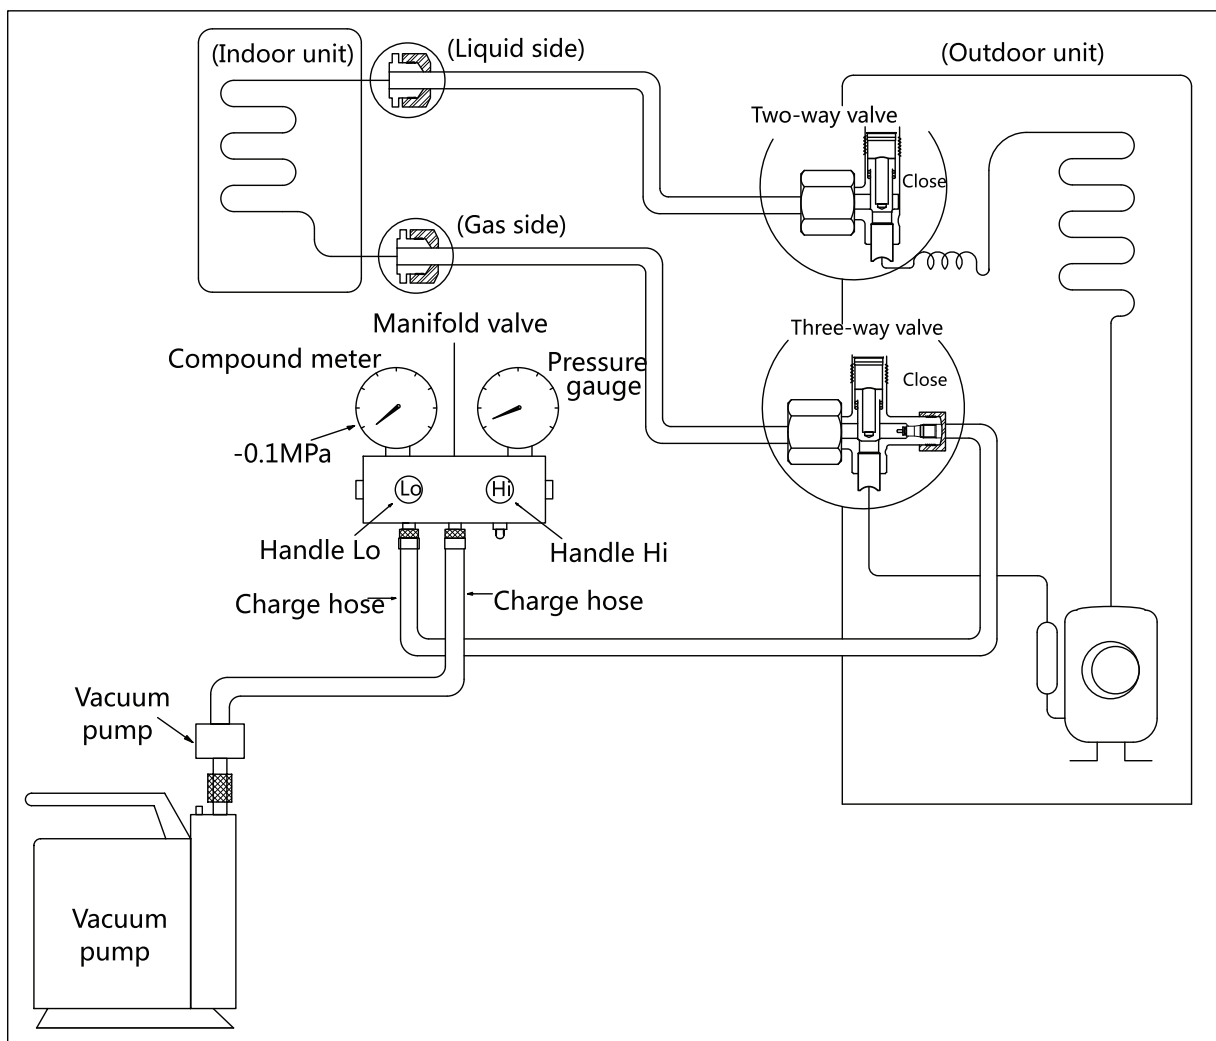 (Indoor unit)
(Liquid side)
(Outdoor unit)
Two-way valve
Close
(Gas side)
Manifold valve
Three-way valve
Compound meter
Pressure
gauge
Close
-0.1MPa
Lo
Hi
Handle Lo
Handle Hi
Charge hose
Charge hose
Vacuum
pump
Vacuum
pump